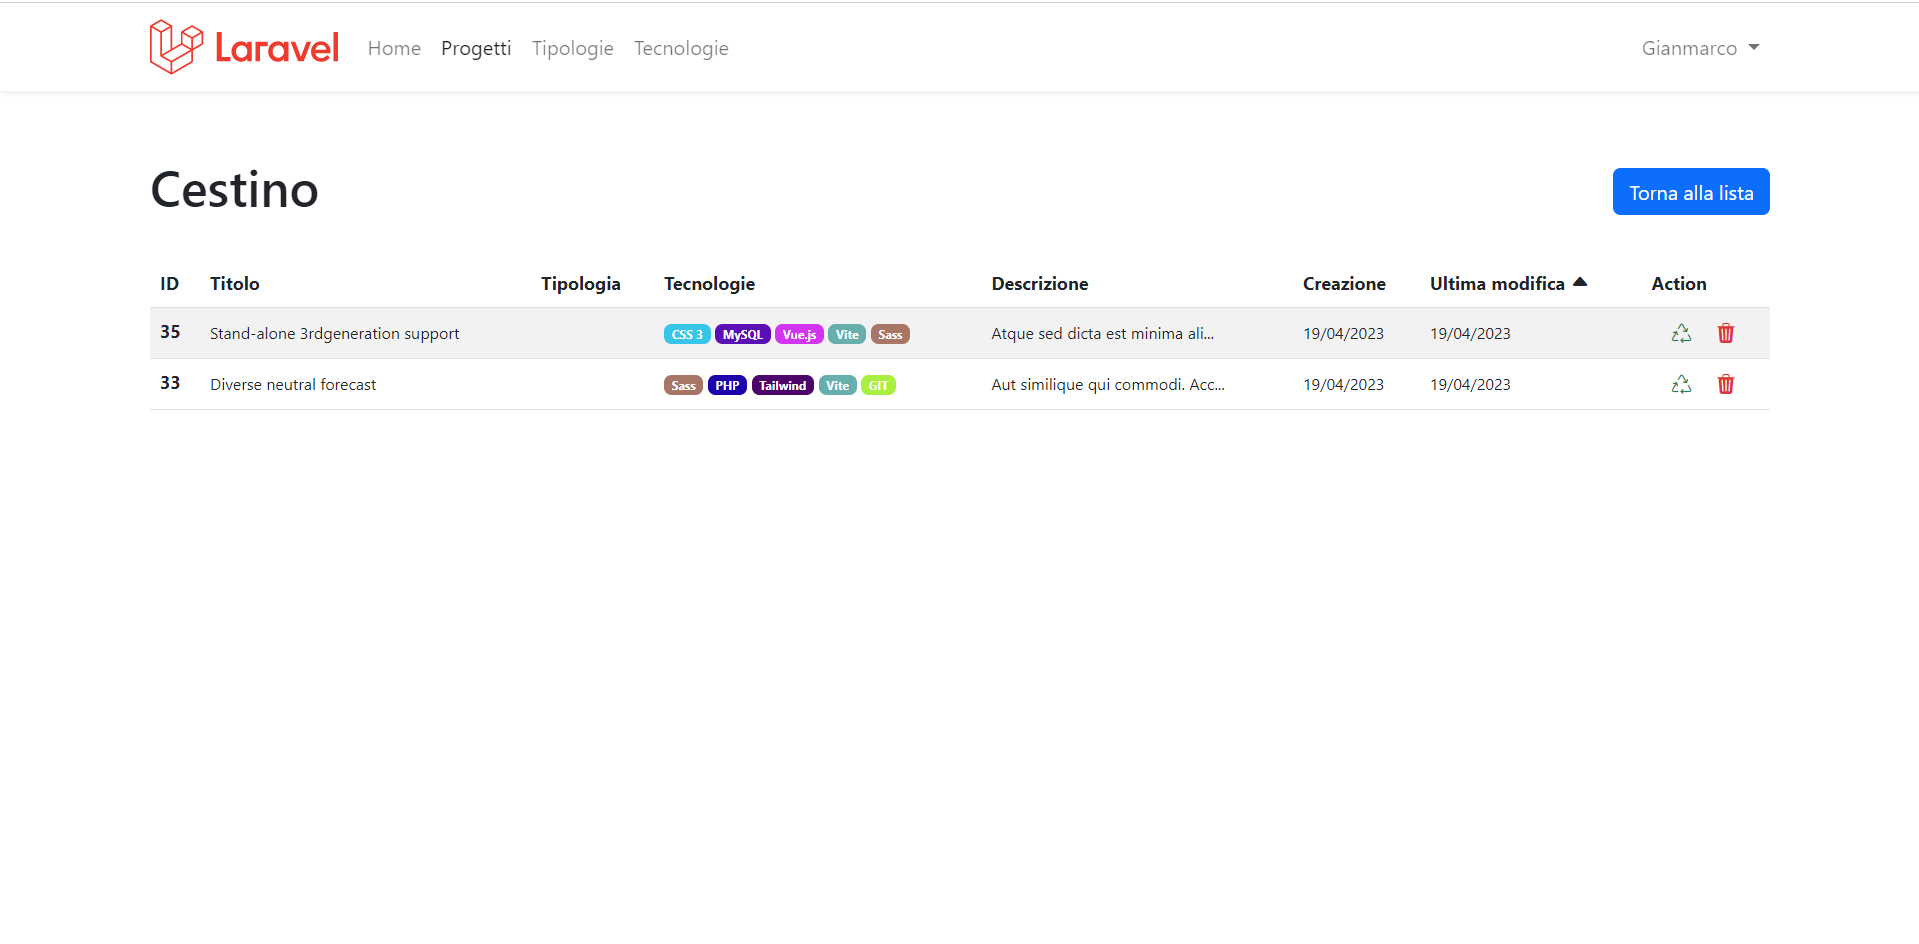 Laravel Home Progetti Tipologie Tecnologie Gianmarco
Cestino Torna alla lista
ID Titolo Tipologia Tecnologie Descrizione Creazione Ultima modifica Action
35 Stand-alone 3rdgeneration support CSS 3 MySQL Vue.js Vite Sass Atque sed dicta est minima ali... 19/04/2023 19/04/2023
33 Diverse neutral forecast Sass PHP Tailwind Vite GIT Aut similique qui commodi. Acc... 19/04/2023 19/04/2023